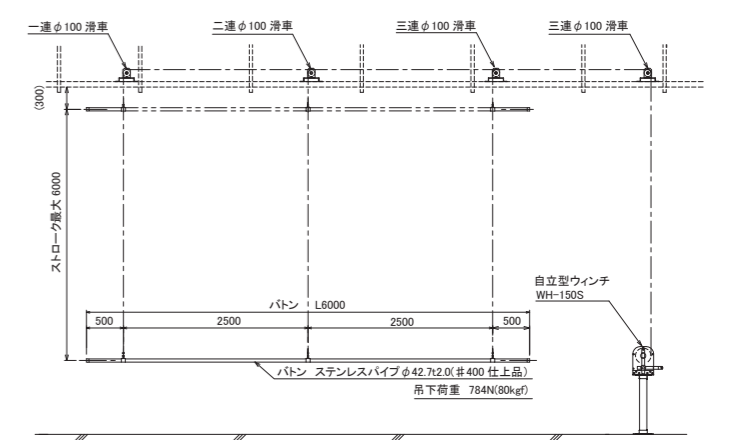 一連φ100 滑車
二連φ100 滑車
三連φ100 滑車
三連φ100 滑車
(300)
ストローク最大 6000
自立型ウィンチ
WH-150S
バトン L6000
500
2500
2500
500
バトン ステンレスパイプφ42.7t2.0(＃400 仕上品)
吊下荷重 784N(80kgf)